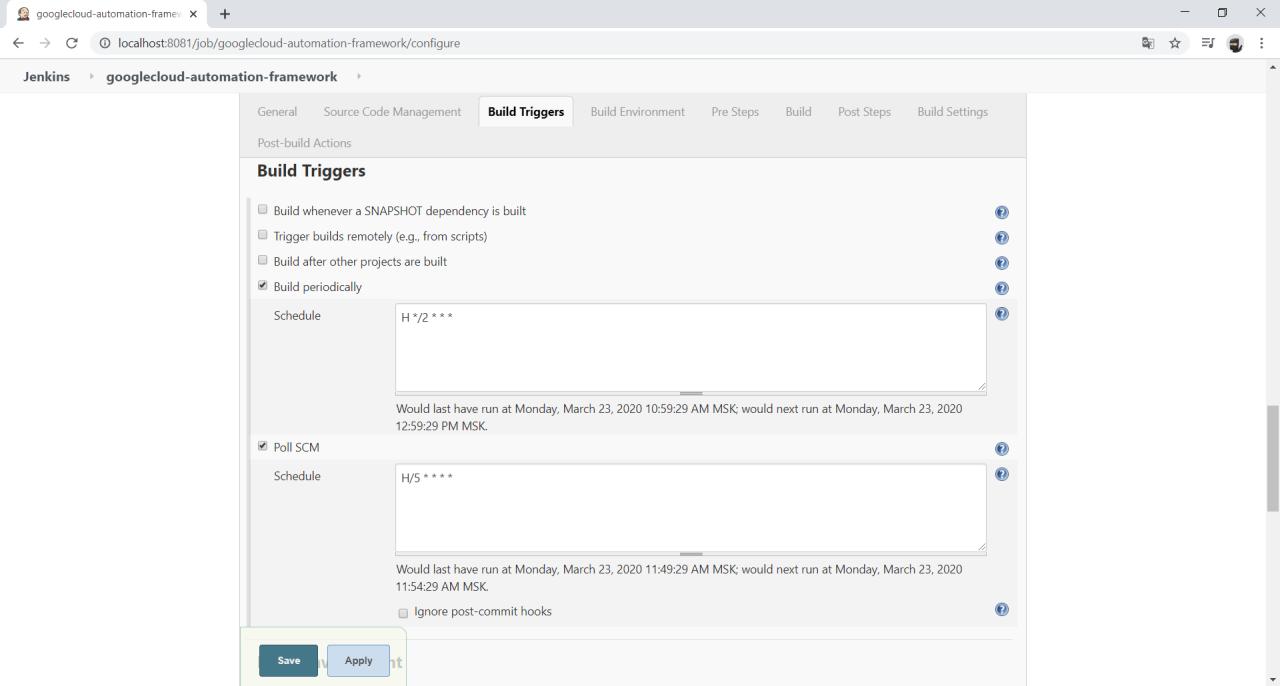 googlecloud-automation-framew
localhost:8081/job/googlecloud-automation-framework/configure
Jenkins googlecloud-automation-framework
General Source Code Management Build Triggers Build Environment Pre Steps Build Post Steps Build Settings
Post-build Actions
Build Triggers
Build whenever a SNAPSHOT dependency is built
Trigger builds remotely (e.g., from scripts)
Build after other projects are built
Build periodically
Schedule H */2 * * *
Would last have run at Monday, March 23, 2020 10:59:29 AM MSK; would next run at Monday, March 23, 2020
12:59:29 PM MSK.
Poll SCM
Schedule H/5 * * * *
Would last have run at Monday, March 23, 2020 11:49:29 AM MSK; would next run at Monday, March 23, 2020
11:54:29 AM MSK.
Ignore post-commit hooks
Save Apply